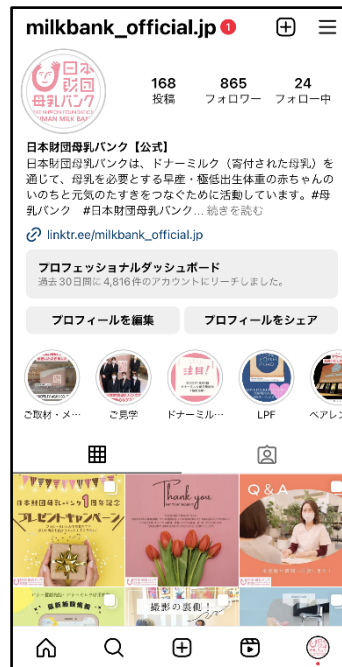 milkbank_official.jp 1
日本
財団
母乳バンク
THE NIPPON FOUNDATION
HUMAN MILK BANK
168 865 24
投稿 フォロワー フォロー中
日本財団母乳バンク【公式】
日本財団母乳バンクは、ドナーミルク（寄付された母乳）を
通じて、母乳を必要とする早産・極低出生体重の赤ちゃんの
いのちと元気のたすきをつなぐために活動しています。#母
乳バンク #日本財団母乳バンク... 続きを読む
linktr.ee/milkbank_official.jp
プロフェッショナルダッシュボード
過去30日間に4,816件のアカウントにリーチしました。
プロフィールを編集 プロフィールをシェア
注目!
ご取材・メ… ご見学 ドナーミル… LPF ペアレン
日本財団母乳バンク1周年記念
プレゼントキャンペーン
Thank you
Q & A
最新施設情報
撮影の裏側!